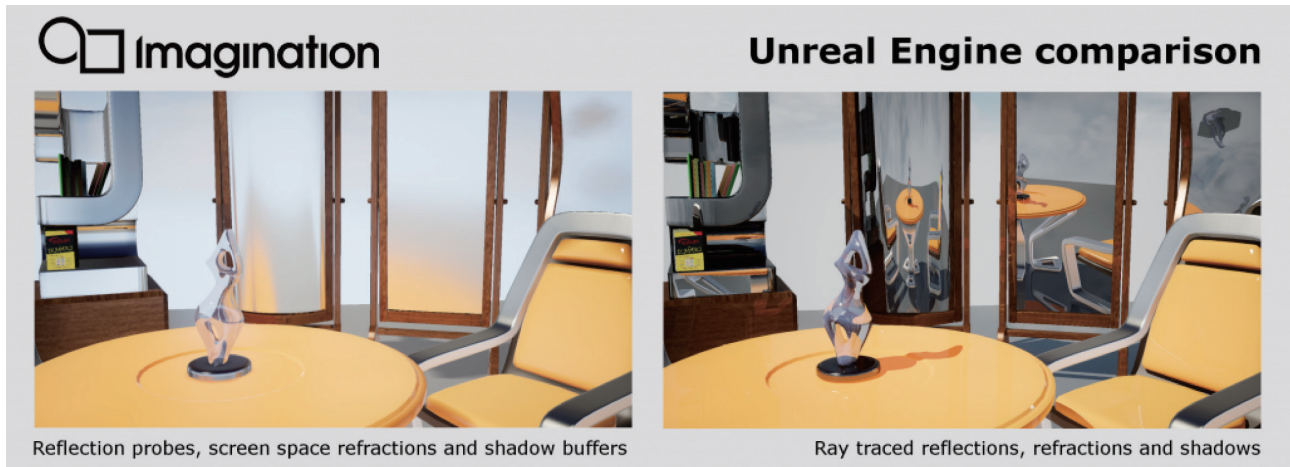 Imagination
Unreal Engine comparison
Reflection probes, screen space refractions and shadow buffers
Ray traced reflections, refractions and shadows